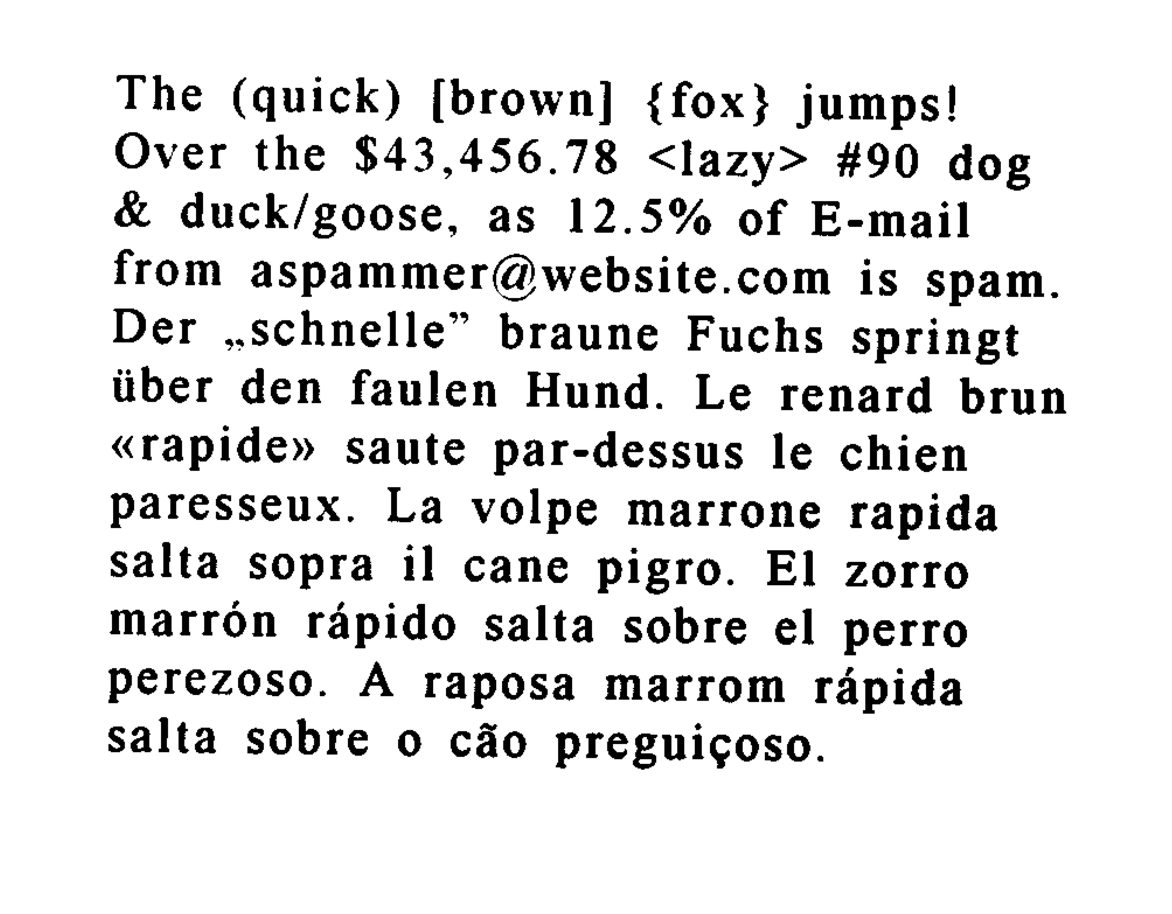 The (quick) [brown] {fox} jumps!
Over the $43,456.78 <lazy> #90 dog
& duck/goose, as 12.5% of E-mail
from aspammer@website.com is spam.
Der „schnelle” braune Fuchs springt
über den faulen Hund. Le renard brun
«rapide» saute par-dessus le chien
paresseux. La volpe marrone rapida
salta sopra il cane pigro. El zorro
marrón rápido salta sobre el perro
perezoso. A raposa marrom rápida
salta sobre o cão preguiçoso.